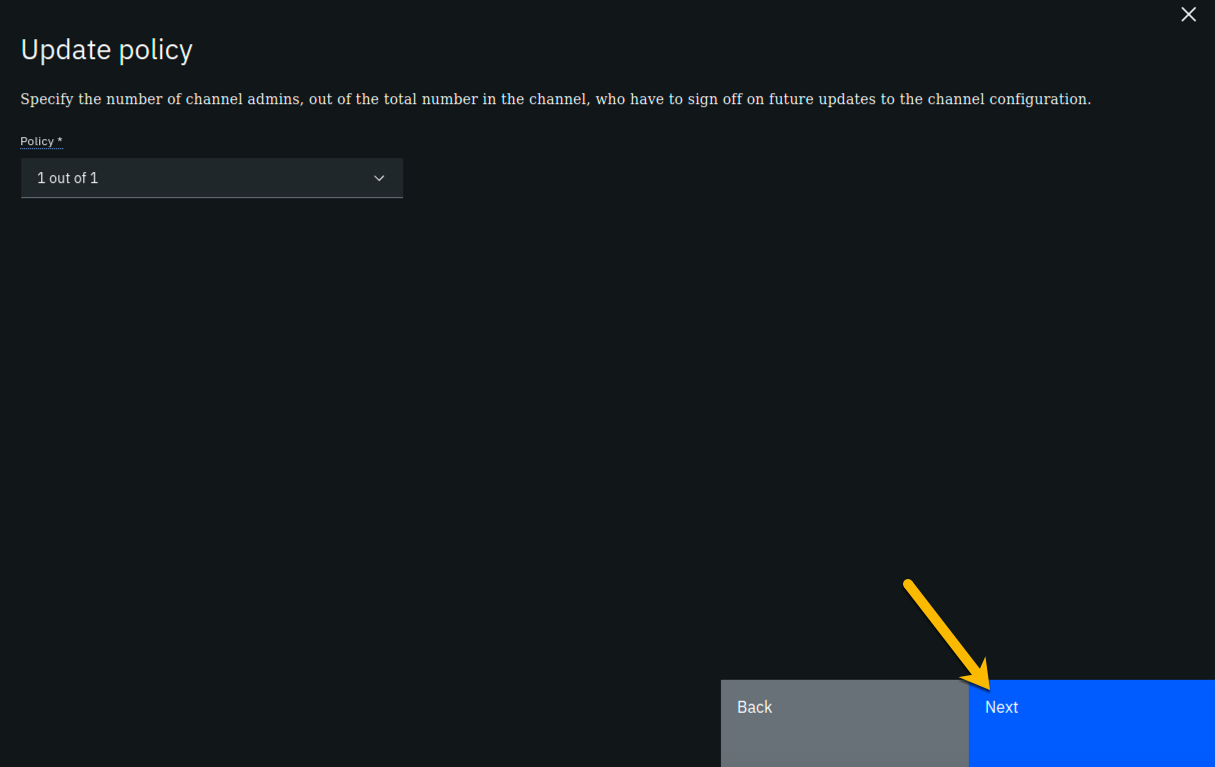 Update policy
Specify the number of channel admins, out of the total number in the channel, who have to sign off on future updates to the channel configuration.
Policy *
1 out of 1
Back
Next